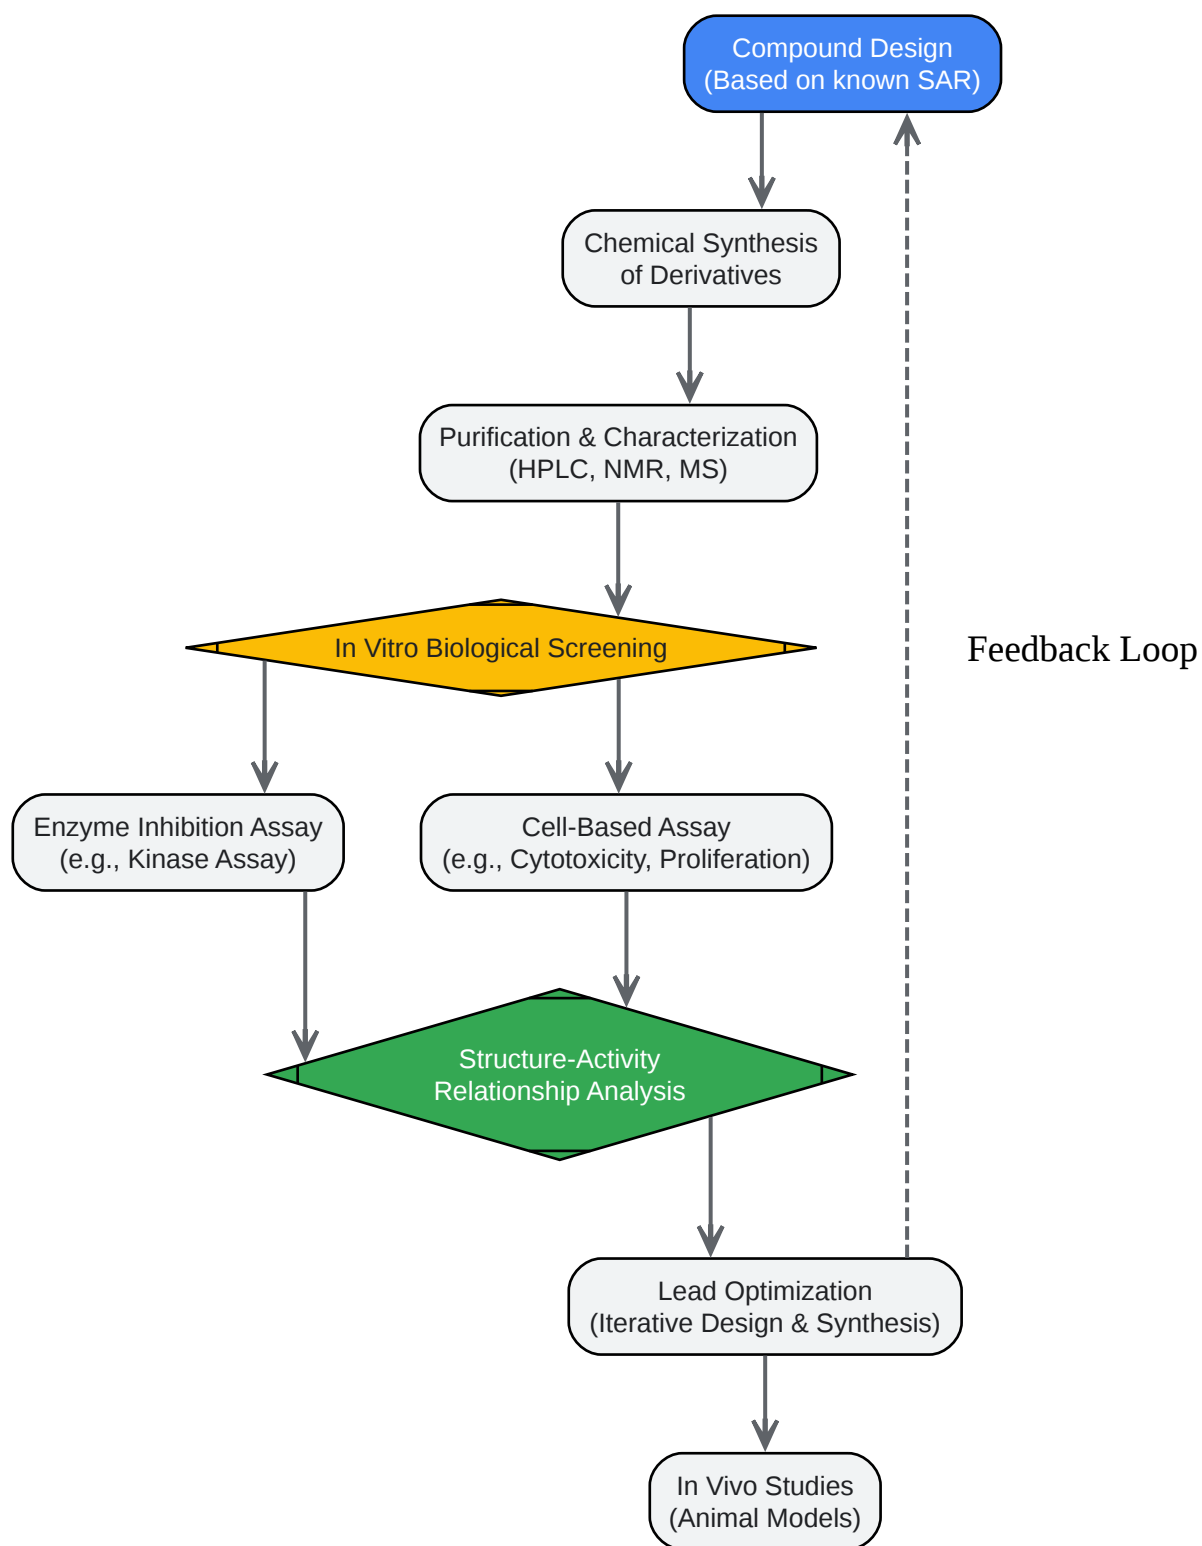 Compound Design
(Based on known SAR)
Chemical Synthesis
of Derivatives
Purification & Characterization
(HPLC, NMR, MS)
In Vitro Biological Screening
Feedback Loop
Enzyme Inhibition Assay
(e.g., Kinase Assay)
Cell-Based Assay
(e.g., Cytotoxicity, Proliferation)
Structure-Activity
Relationship Analysis
Lead Optimization
(Iterative Design & Synthesis)
In Vivo Studies
(Animal Models)